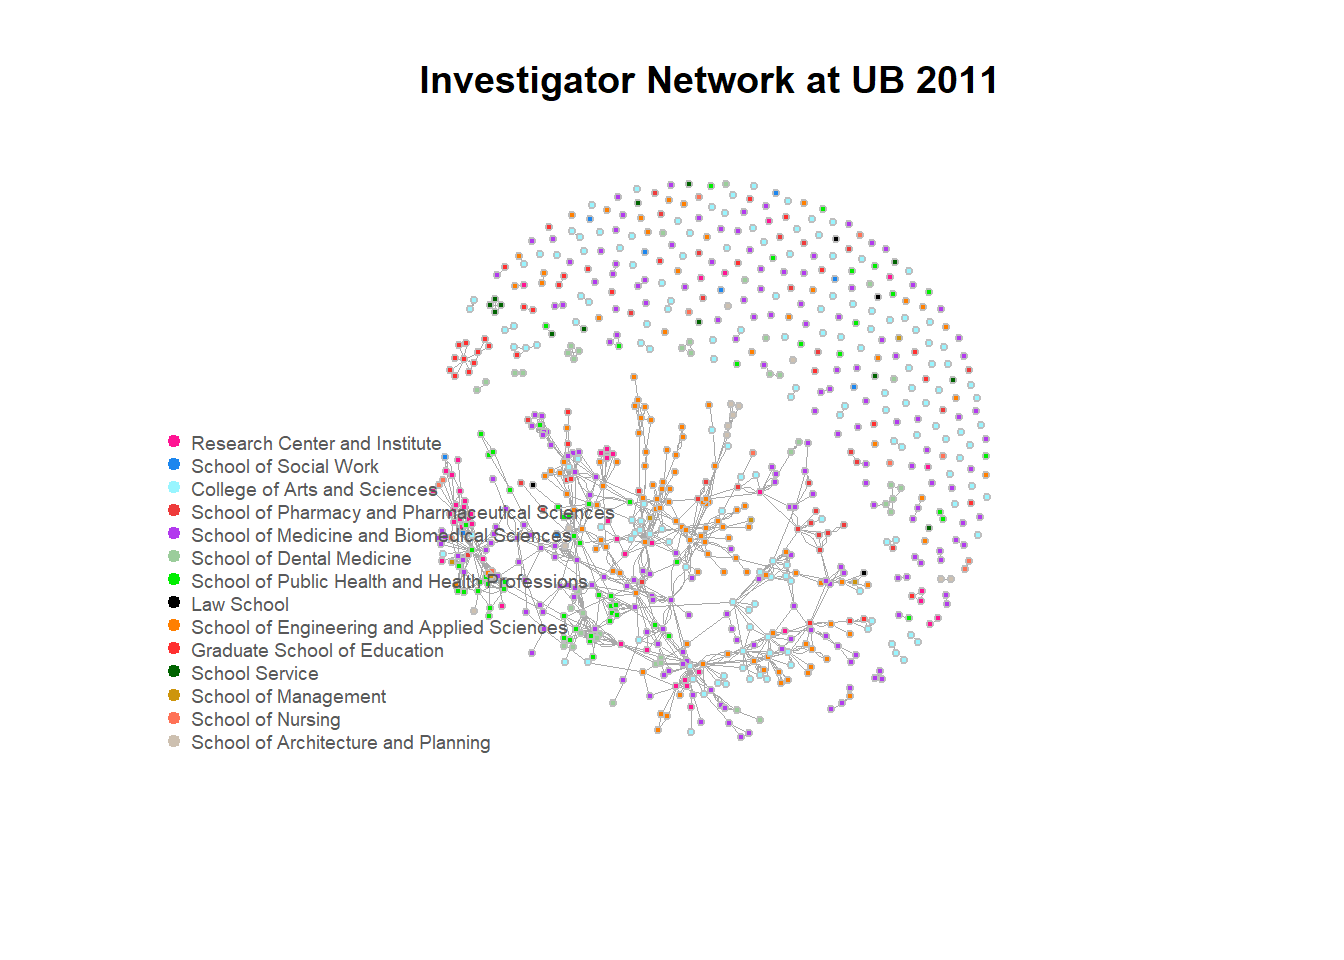 Investigator Network at UB 2011
Research Center and Institute
School of Social Work
College of Arts and Sciences
School of Pharmacy and Pharmaceutical Sciences
School of Medicine and Biomedical Sciences
School of Dental Medicine
School of Public Health and Health Professions
Law School
School of Engineering and Applied Sciences
Graduate School of Education
School Service
School of Management
School of Nursing
School of Architecture and Planning